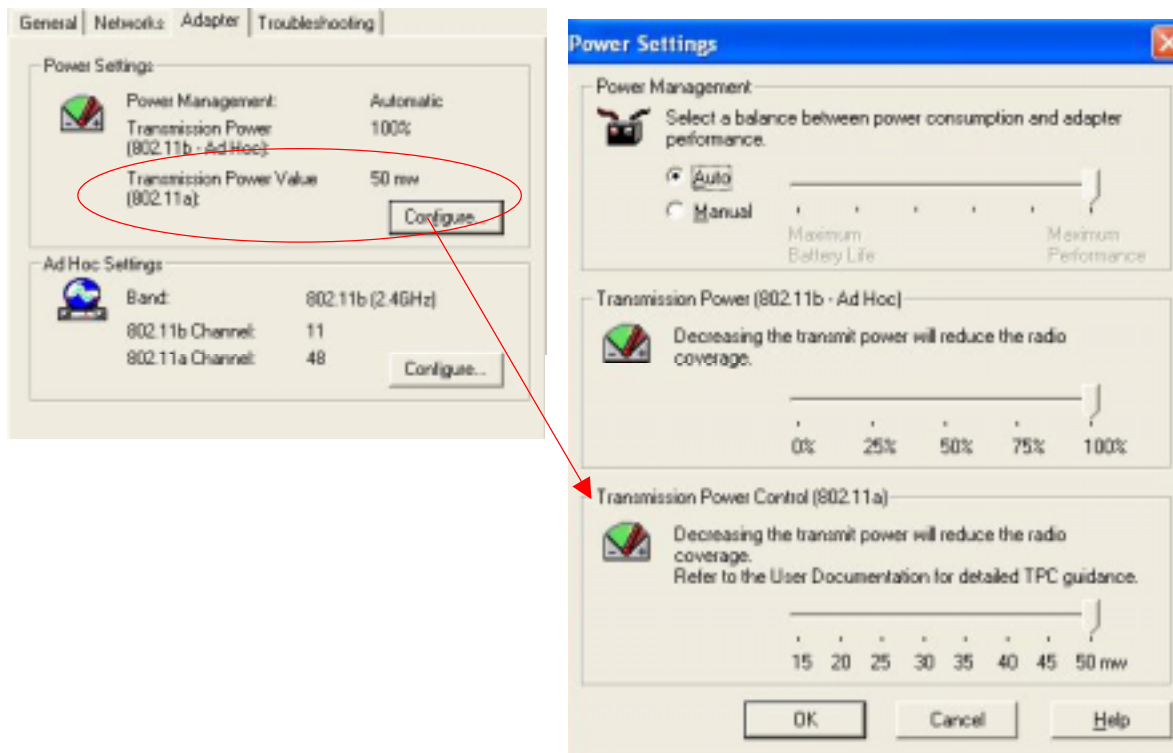 General Networks Adapter Troubleshooting
Power Settings
Power Management: Automatic
Transmission Power 100%
(802.11b - Ad Hoc):
Transmission Power Value 50 mw
(802.11a):
Configure...
Ad Hoc Settings
Band: 802.11b (2.4GHz)
802.11b Channel: 11
802.11a Channel: 48
Configure...
Power Settings
Power Management
Select a balance between power consumption and adapter
performance.
Auto
Manual
Maximum Maximum
Battery Life Performance
Transmission Power (802.11b - Ad Hoc)
Decreasing the transmit power will reduce the radio
coverage.
0% 25% 50% 75% 100%
Transmission Power Control (802.11a)
Decreasing the transmit power will reduce the radio
coverage.
Refer to the User Documentation for detailed TPC guidance.
15 20 25 30 35 40 45 50 mw
OK Cancel Help